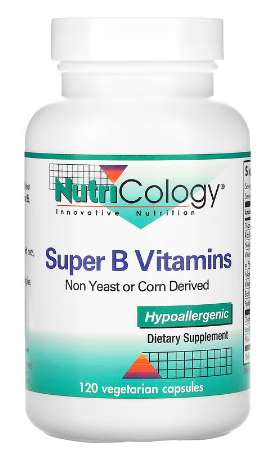 NutriCology®
Innovative Nutrition
Super B Vitamins
Non Yeast or Corn Derived
Hypoallergenic
Dietary Supplement
120 vegetarian capsules